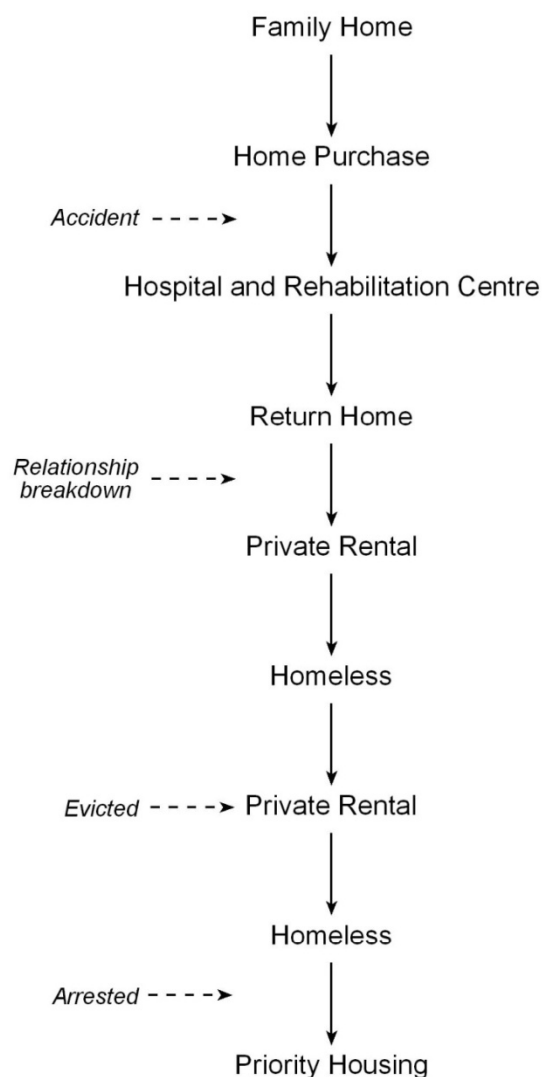 Family Home
Home Purchase
Accident
Hospital and Rehabilitation Centre
Return Home
Relationship
breakdown
Private Rental
Homeless
Evicted
Private Rental
Homeless
Arrested
Priority Housing